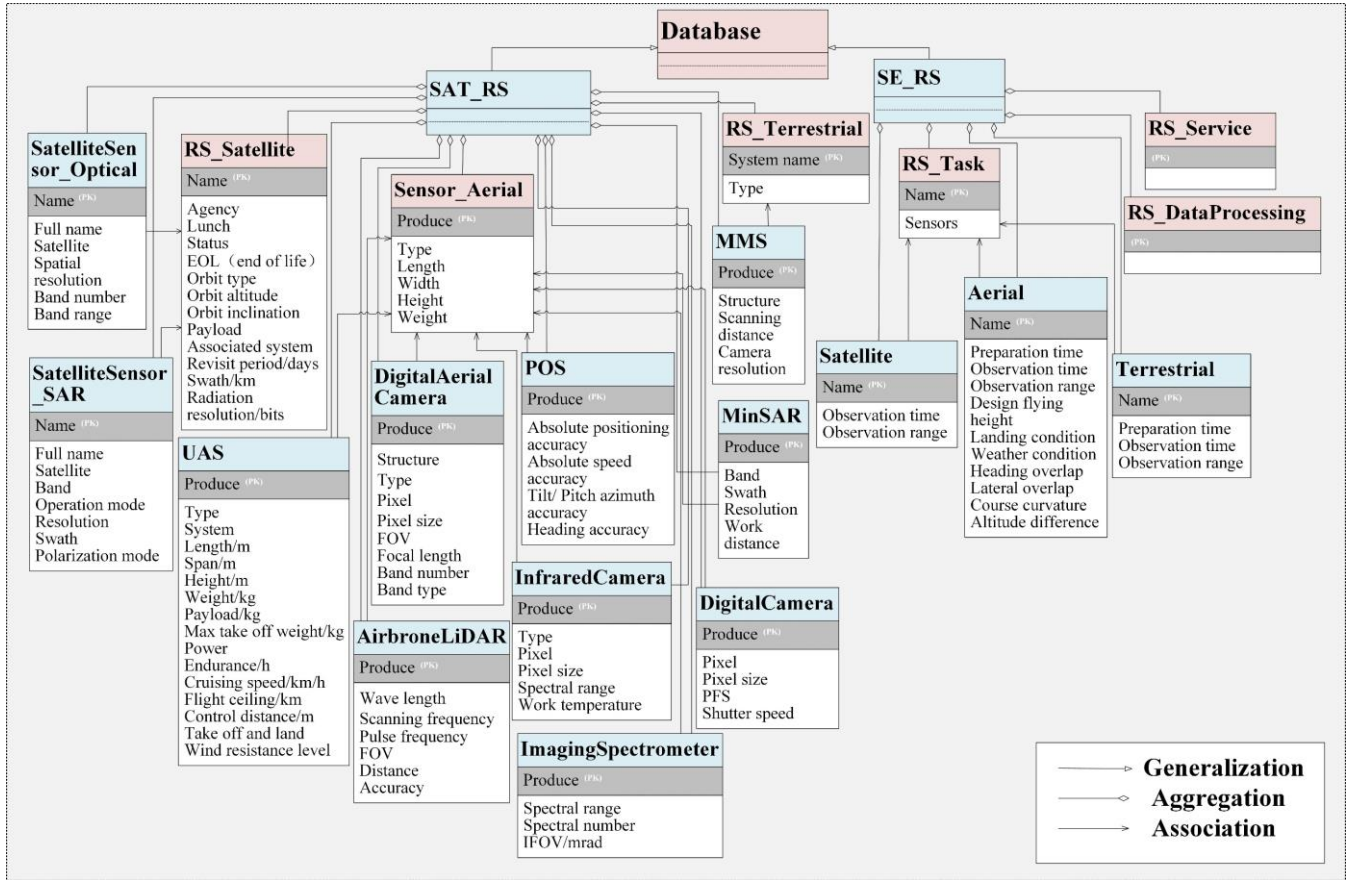 Database
SAT_RS
SE_RS
SatelliteSen
sor_Optical
Name (PK)
Full name
Satellite
Spatial
resolution
Band number
Band range
RS_Satellite
Name (PK)
Agency
Lunch
Status
EOL（end of life）
Orbit type
Orbit altitude
Orbit inclination
Payload
Associated system
Revisit period/days
Swath/km
Radiation
resolution/bits
Sensor_Aerial
Produce (PK)
Type
Length
Width
Height
Weight
RS_Terrestrial
System name (PK)
Type
RS_Task
Name (PK)
Sensors
RS_Service
(PK)
RS_DataProcessing
(PK)
MMS
Produce (PK)
Structure
Scanning
distance
Camera
resolution
Aerial
Name (PK)
Preparation time
Observation time
Observation range
Design flying
height
Landing condition
Weather condition
Heading overlap
Lateral overlap
Course curvature
Altitude difference
Satellite
Name (PK)
Observation time
Observation range
Terrestrial
Name (PK)
Preparation time
Observation time
Observation range
SatelliteSensor
_SAR
Name (PK)
Full name
Satellite
Band
Operation mode
Resolution
Swath
Polarization mode
UAS
Produce (PK)
Type
System
Length/m
Span/m
Height/m
Weight/kg
Payload/kg
Max take off weight/kg
Power
Endurance/h
Cruising speed/km/h
Flight ceiling/km
Control distance/m
Take off and land
Wind resistance level
DigitalAerial
Camera
Produce (PK)
Structure
Type
Pixel
Pixel size
FOV
Focal length
Band number
Band type
POS
Produce (PK)
Absolute positioning
accuracy
Absolute speed
accuracy
Tilt/ Pitch azimuth
accuracy
Heading accuracy
MinSAR
Produce (PK)
Band
Swath
Resolution
Work
distance
AirbroneLiDAR
Produce (PK)
Wave length
Scanning frequency
Pulse frequency
FOV
Distance
Accuracy
InfraredCamera
Produce (PK)
Type
Pixel
Pixel size
Spectral range
Work temperature
DigitalCamera
Produce (PK)
Pixel
Pixel size
PFS
Shutter speed
ImagingSpectrometer
Produce (PK)
Spectral range
Spectral number
IFOV/mrad
Generalization
Aggregation
Association